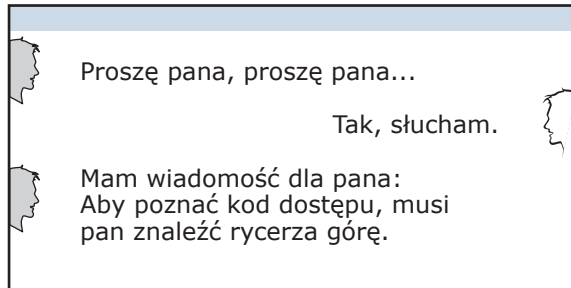 Proszę pana, proszę pana...
Tak, słucham.
Mam wiadomość dla pana:
Aby poznać kod dostępu, musi
pan znaleźć rycerza górę.